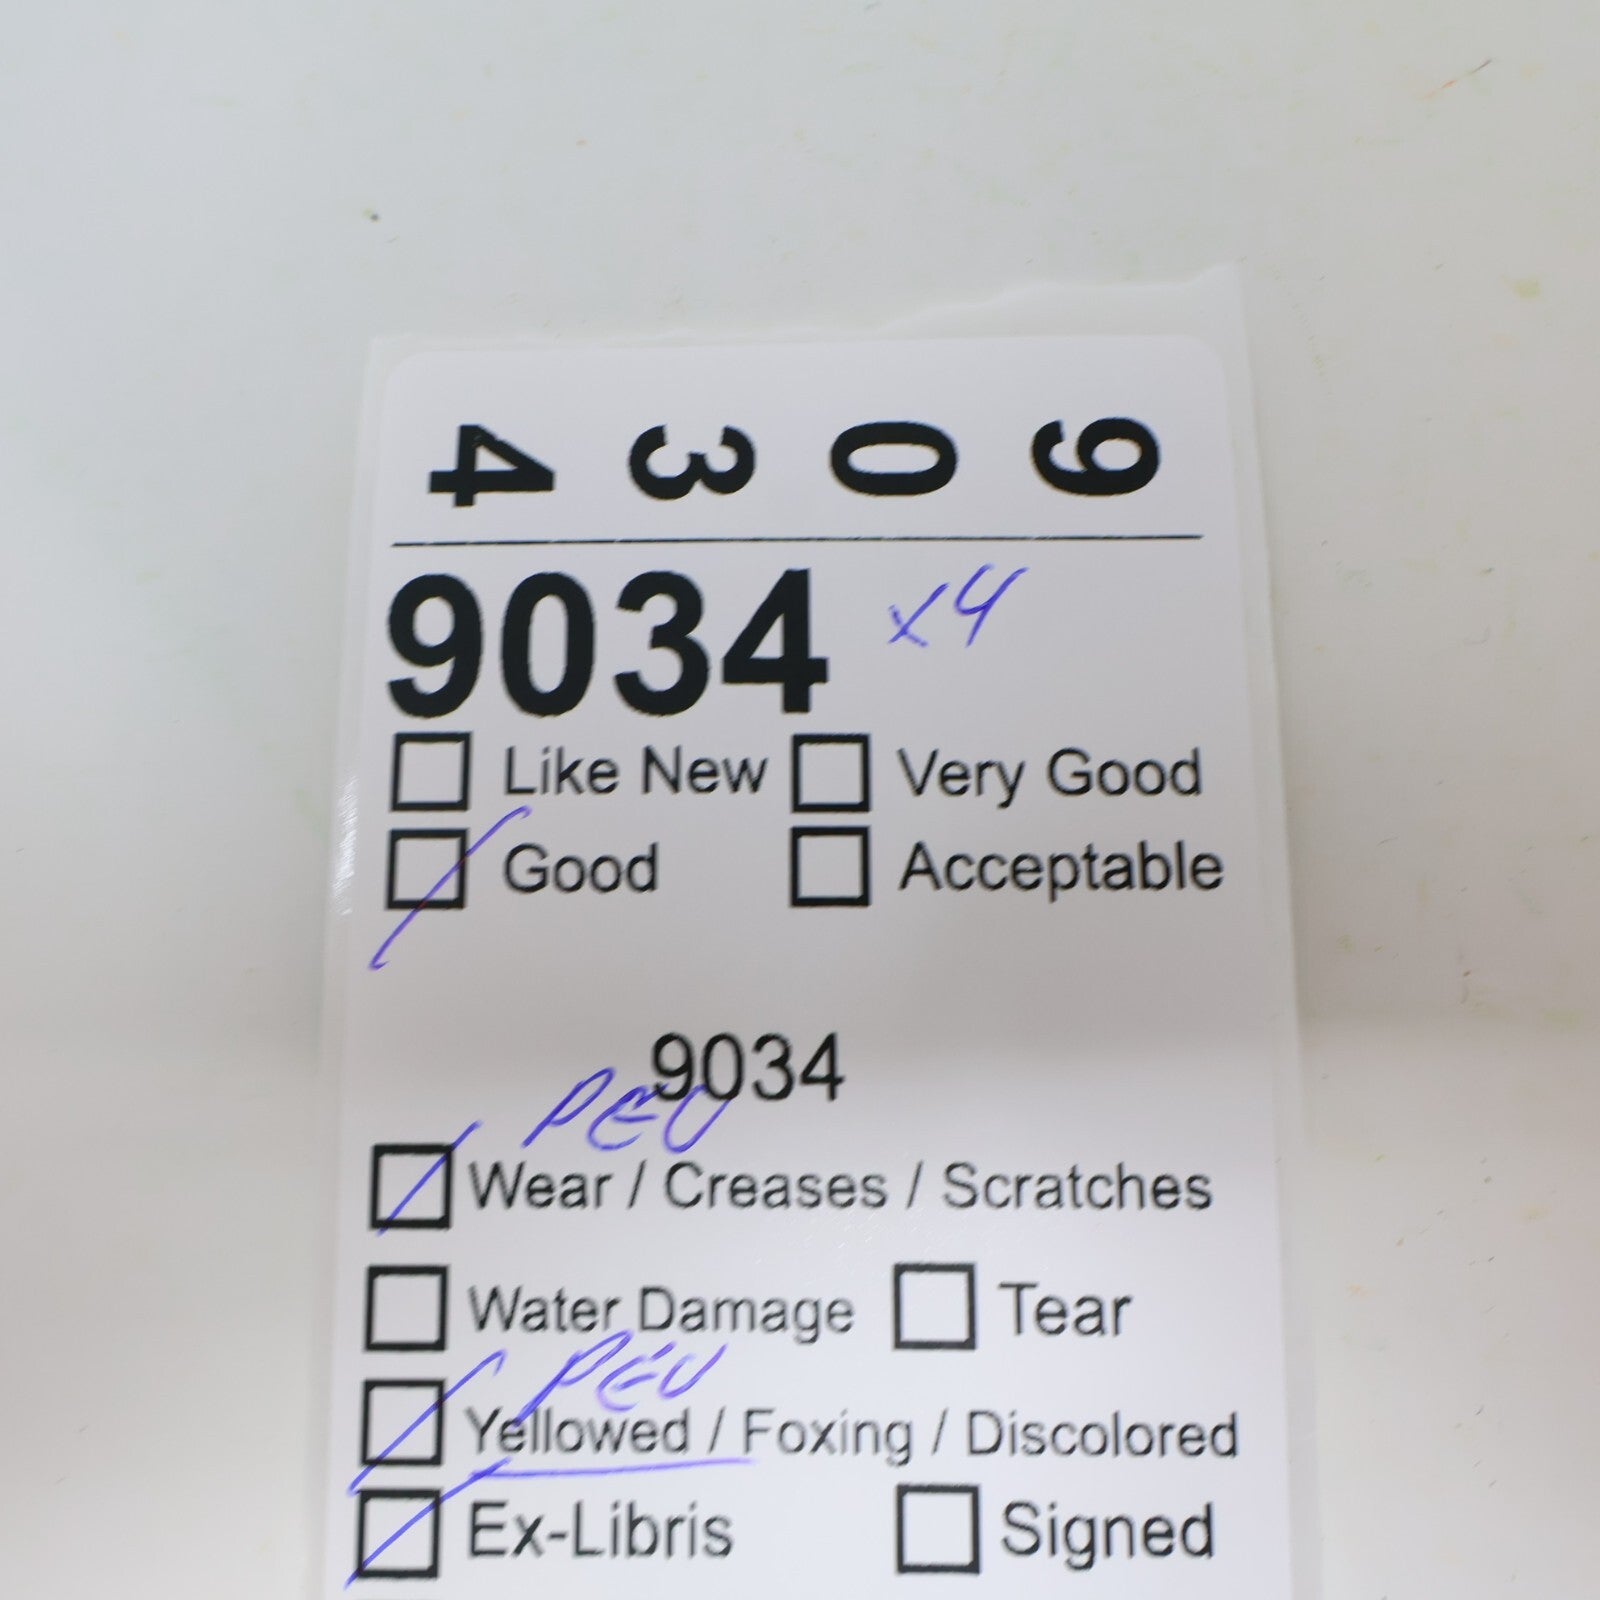 9034
9034 x4
Like New Very Good
Good Acceptable
9034
PEU
Wear / Creases / Scratches
Water Damage Tear
PEU
Yellowed / Foxing / Discolored
Ex-Libris Signed